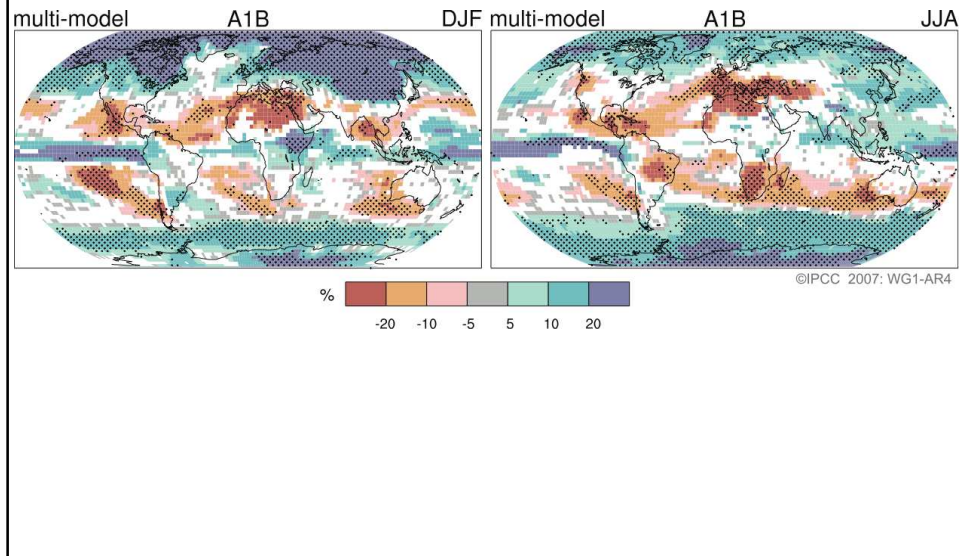 multi-model A1B DJF
multi-model A1B JJA
©IPCC 2007: WG1-AR4
%
-20 -10 -5 5 10 20